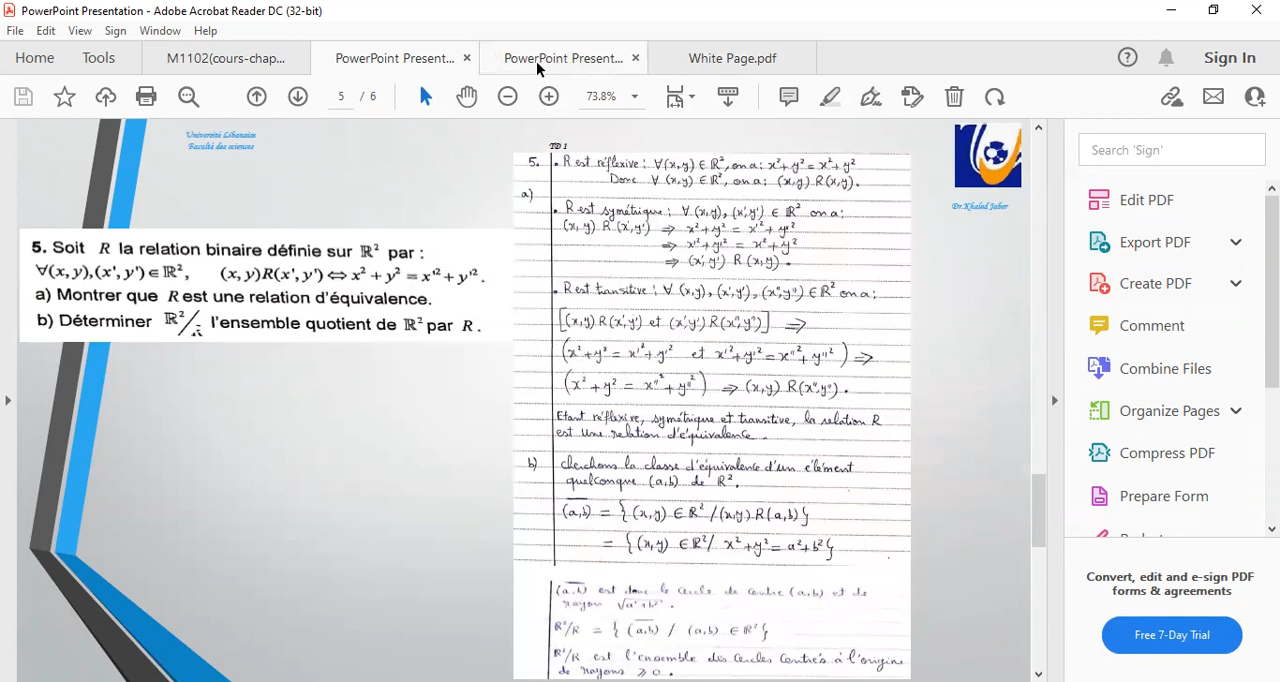 PowerPoint Presentation - Adobe Acrobat Reader DC (32-bit)
File Edit View Sign Window Help
Home Tools M1102(cours-chap... PowerPoint Present... × PowerPoint Present... × White Page.pdf Sign In
5 / 6 73.8%
Université Libanaise
Faculté des sciences
Dr.Khaled Jaber
5. Soit R la relation binaire définie sur ℝ² par :
∀(x,y),(x',y')∈ℝ², (x,y)R(x',y')⇔x²+y²=x'²+y'².
a) Montrer que R est une relation d'équivalence.
b) Déterminer ℝ²/R l'ensemble quotient de ℝ² par R.
TD 1
5. • R est réflexive : ∀(x,y) ∈ ℝ², on a : x²+y² = x²+y²
Donc ∀ (x,y) ∈ ℝ², on a : (x,y) R (x,y).
a)
• R est symétrique : ∀ (x,y), (x',y') ∈ ℝ² on a :
(x,y) R (x',y') ⇒ x²+y² = x'²+y'²
⇒ x'²+y'² = x²+y²
⇒ (x',y') R (x,y).
• R est transitive : ∀ (x,y), (x',y'), (x",y") ∈ ℝ² on a :
[(x,y) R (x',y') et (x',y') R (x",y")] ⇒
(x²+y² = x'²+y'² et x'²+y'² = x"²+y"²) ⇒
(x²+y² = x"²+y"²) ⇒ (x,y) R (x",y").
Etant réflexive, symétrique et transitive, la relation R
est une relation d'équivalence.
b) cherchons la classe d'équivalence d'un élément
quelconque (a,b) de ℝ².
(a,b) = {(x,y) ∈ ℝ² / (x,y) R (a,b)}
= {(x,y) ∈ ℝ² / x²+y² = a²+b²}
(a,b) est donc le cercle de centre (a,b) et de
rayon √a²+b².
ℝ²/R = {(a,b) / (a,b) ∈ ℝ²}
ℝ²/R est l'ensemble des cercles centrés à l'origine
de rayons ⩾ 0.
Search 'Sign'
Edit PDF
Export PDF
Create PDF
Comment
Combine Files
Organize Pages
Compress PDF
Prepare Form
Convert, edit and e-sign PDF
forms & agreements
Free 7-Day Trial